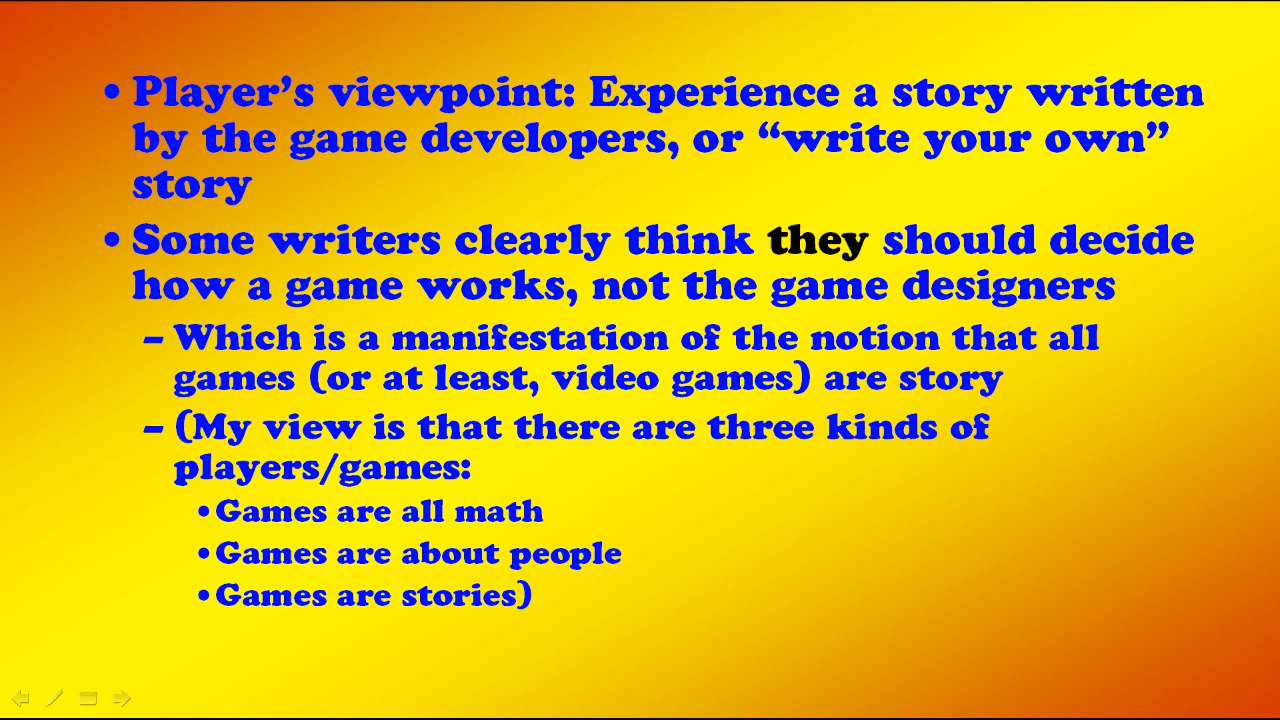 • Player’s viewpoint: Experience a story written
by the game developers, or “write your own”
story
• Some writers clearly think they should decide
how a game works, not the game designers
– Which is a manifestation of the notion that all
games (or at least, video games) are story
– (My view is that there are three kinds of
players/games:
• Games are all math
• Games are about people
• Games are stories)